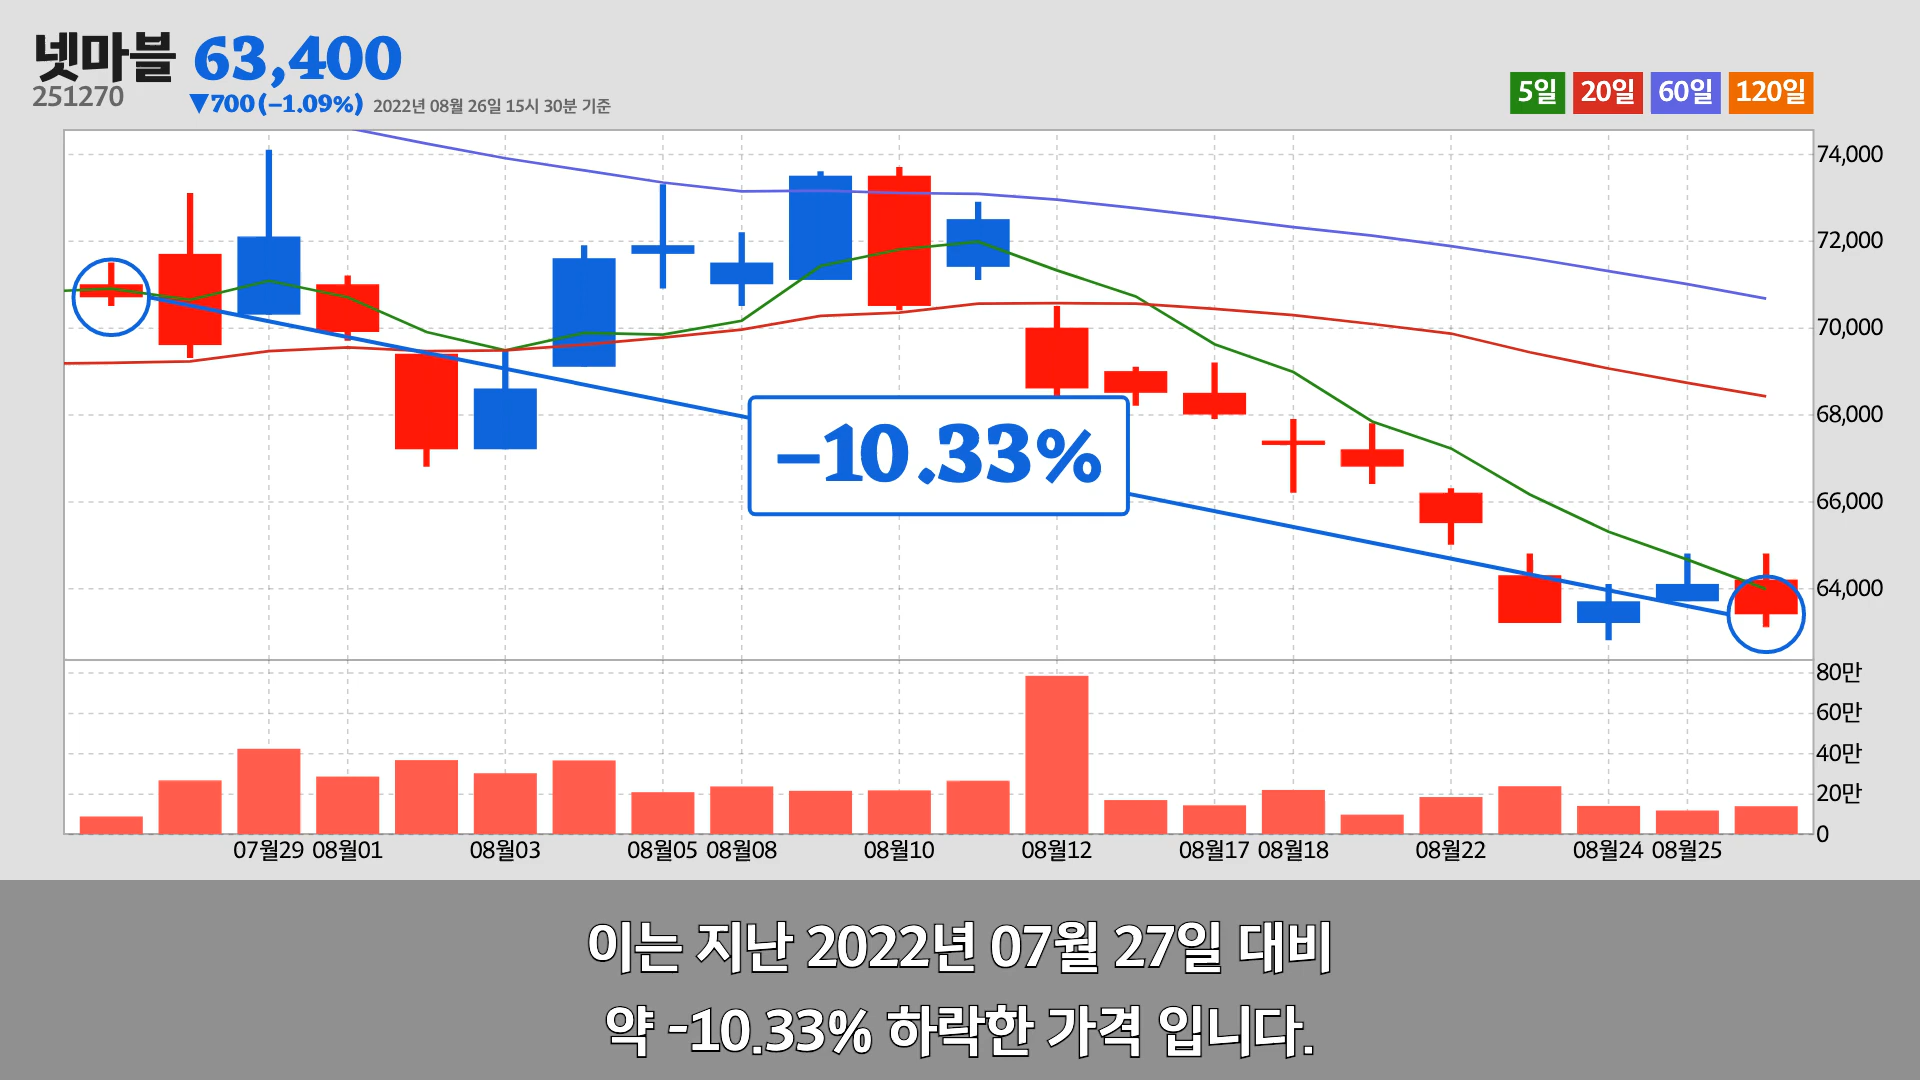 넷마블 63,400
251270
▼700(–1.09%) 2022년 08월 26일 15시 30분 기준
5일 20일 60일 120일
74,000
72,000
70,000
68,000
66,000
64,000
–10.33%
80만
60만
40만
20만
0
07월29 08월01 08월03 08월05 08월08 08월10 08월12 08월17 08월18 08월22 08월24 08월25
이는 지난 2022년 07월 27일 대비
약 -10.33% 하락한 가격 입니다.